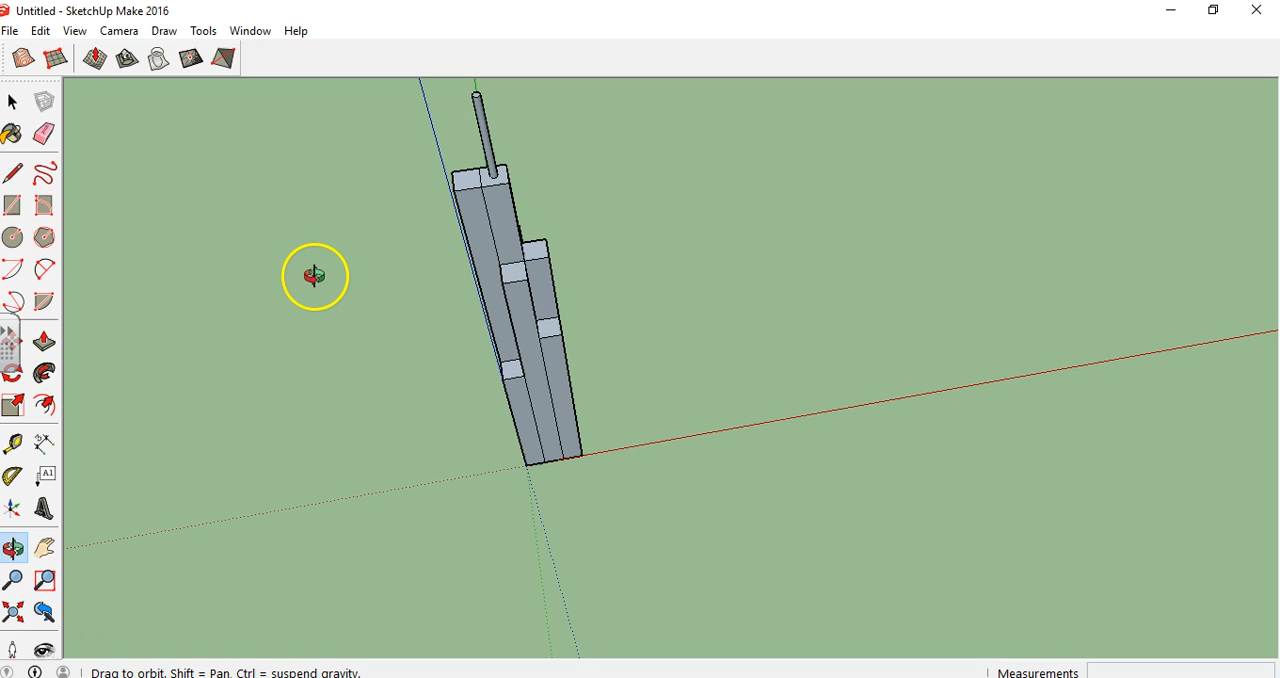 Untitled - SketchUp Make 2016
File Edit View Camera Draw Tools Window Help
A1
Drag to orbit. Shift = Pan, Ctrl = suspend gravity.
Measurements